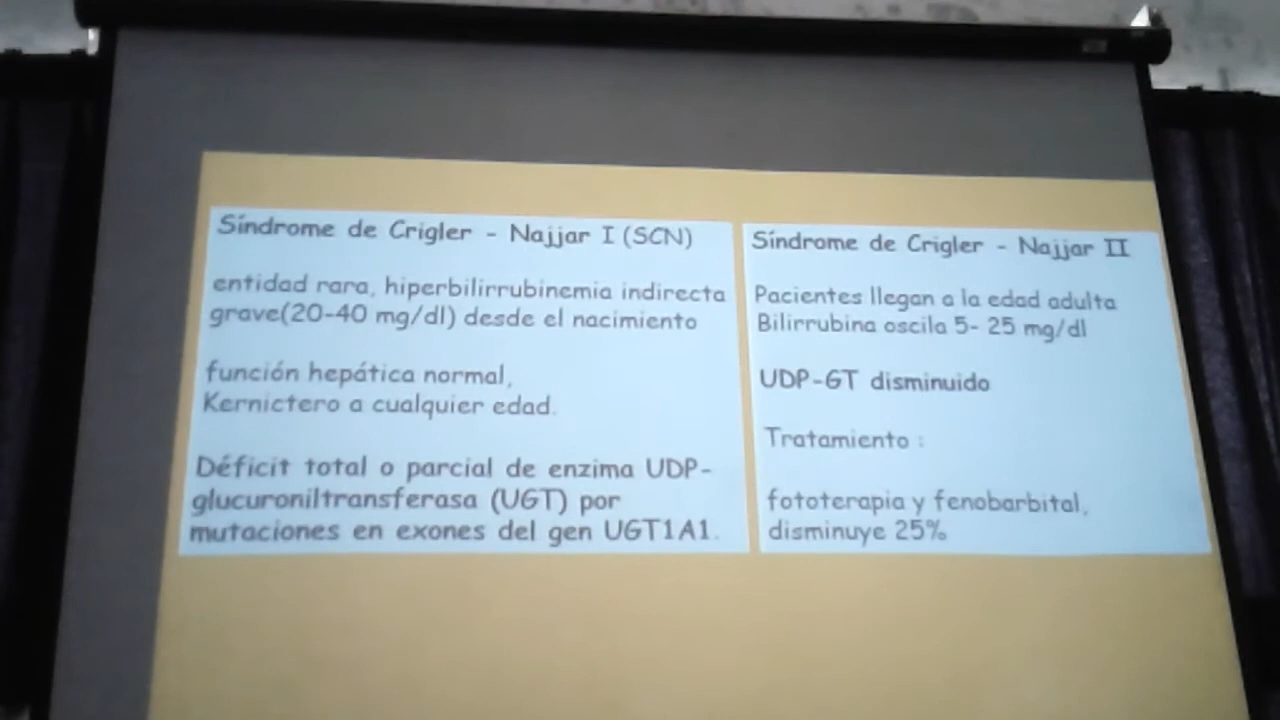 Síndrome de Crigler - Najjar I (SCN)
entidad rara, hiperbilirrubinemia indirecta
grave(20-40 mg/dl) desde el nacimiento
función hepática normal,
Kernictero a cualquier edad.
Déficit total o parcial de enzima UDP-
glucuroniltransferasa (UGT) por
mutaciones en exones del gen UGT1A1.
Síndrome de Crigler - Najjar II
Pacientes llegan a la edad adulta
Bilirrubina oscila 5- 25 mg/dl
UDP-GT disminuido
Tratamiento :
fototerapia y fenobarbital,
disminuye 25%